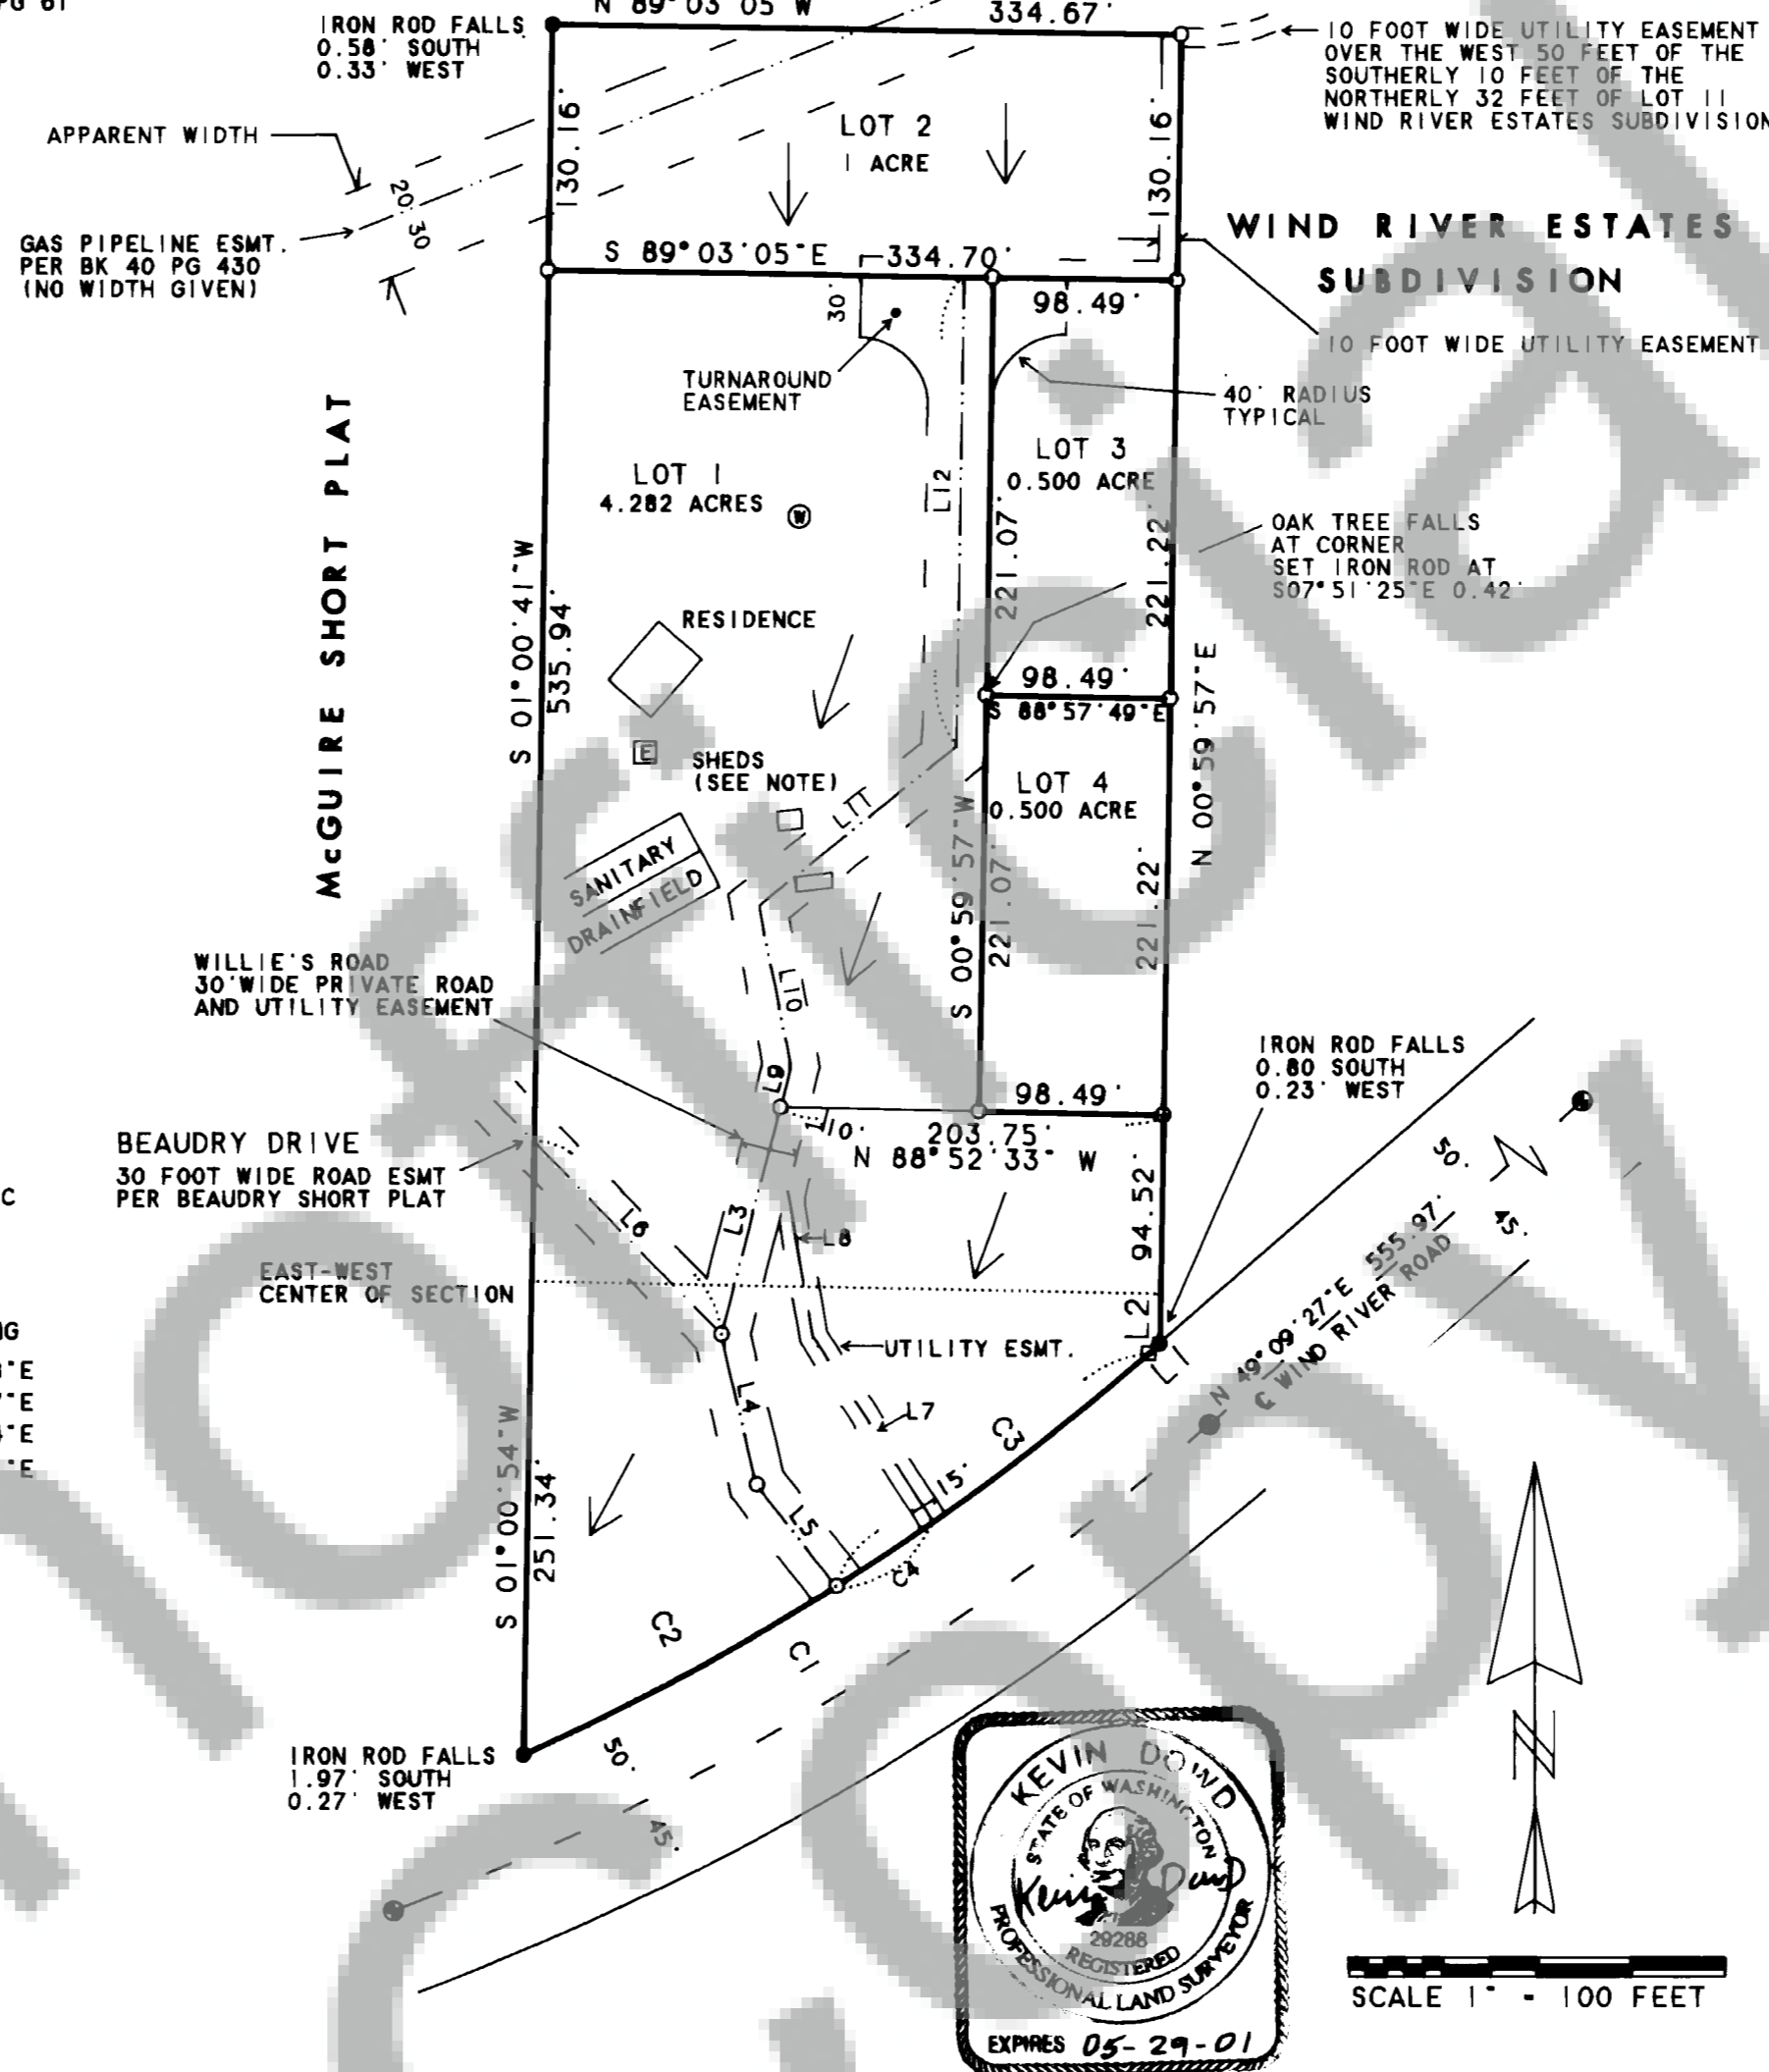 PG 61
N 89°03'05"W
334.67'
IRON ROD FALLS
0.58' SOUTH
0.33' WEST
10 FOOT WIDE UTILITY EASEMENT
OVER THE WEST 50 FEET OF THE
SOUTHERLY 10 FEET OF THE
NORTHERLY 32 FEET OF LOT 11
WIND RIVER ESTATES SUBDIVISION
APPARENT WIDTH
130.16'
LOT 2
1 ACRE
130.16'
20'
30'
GAS PIPELINE ESMT.
PER BK 40 PG 430
(NO WIDTH GIVEN)
WIND RIVER ESTATES
SUBDIVISION
S 89°03'05"E
334.70'
98.49'
30'
10 FOOT WIDE UTILITY EASEMENT
TURNAROUND
EASEMENT
40' RADIUS
TYPICAL
McGUIRE SHORT PLAT
LOT 1
4.282 ACRES
W
L12
LOT 3
0.500 ACRE
221.07'
221.22'
OAK TREE FALLS
AT CORNER
SET IRON ROD AT
S07°51'25"E 0.42'
S 01°00'41"W
535.94'
RESIDENCE
98.49'
S 88°57'49"E
N 00°59'57"E
E
SHEDS
(SEE NOTE)
L11
LOT 4
0.500 ACRE
SANITARY
DRAINFIELD
S 00°59'57"W
221.07'
221.22'
WILLIE'S ROAD
30'WIDE PRIVATE ROAD
AND UTILITY EASEMENT
L10
IRON ROD FALLS
0.80 SOUTH
0.23' WEST
L9
98.49'
10'
203.75'
N 88°52'33" W
BEAUDRY DRIVE
30 FOOT WIDE ROAD ESMT
PER BEAUDRY SHORT PLAT
C
L6
L3
L8
94.52'
50'
45'
N 49°09'27"E 555.97'
℄ WIND RIVER ROAD
EAST-WEST
CENTER OF SECTION
L2
L1
UTILITY ESMT.
"E
"E
"E
"E
L4
L7
C3
S 01°00'54"W
251.34'
15'
L5
C4
C2
C1
IRON ROD FALLS
1.97' SOUTH
0.27' WEST
50'
45'
KEVIN DOWD
STATE OF WASHINGTON
Kevin Dowd
29288
REGISTERED
PROFESSIONAL LAND SURVEYOR
EXPIRES 05-29-01
N
SCALE 1" - 100 FEET